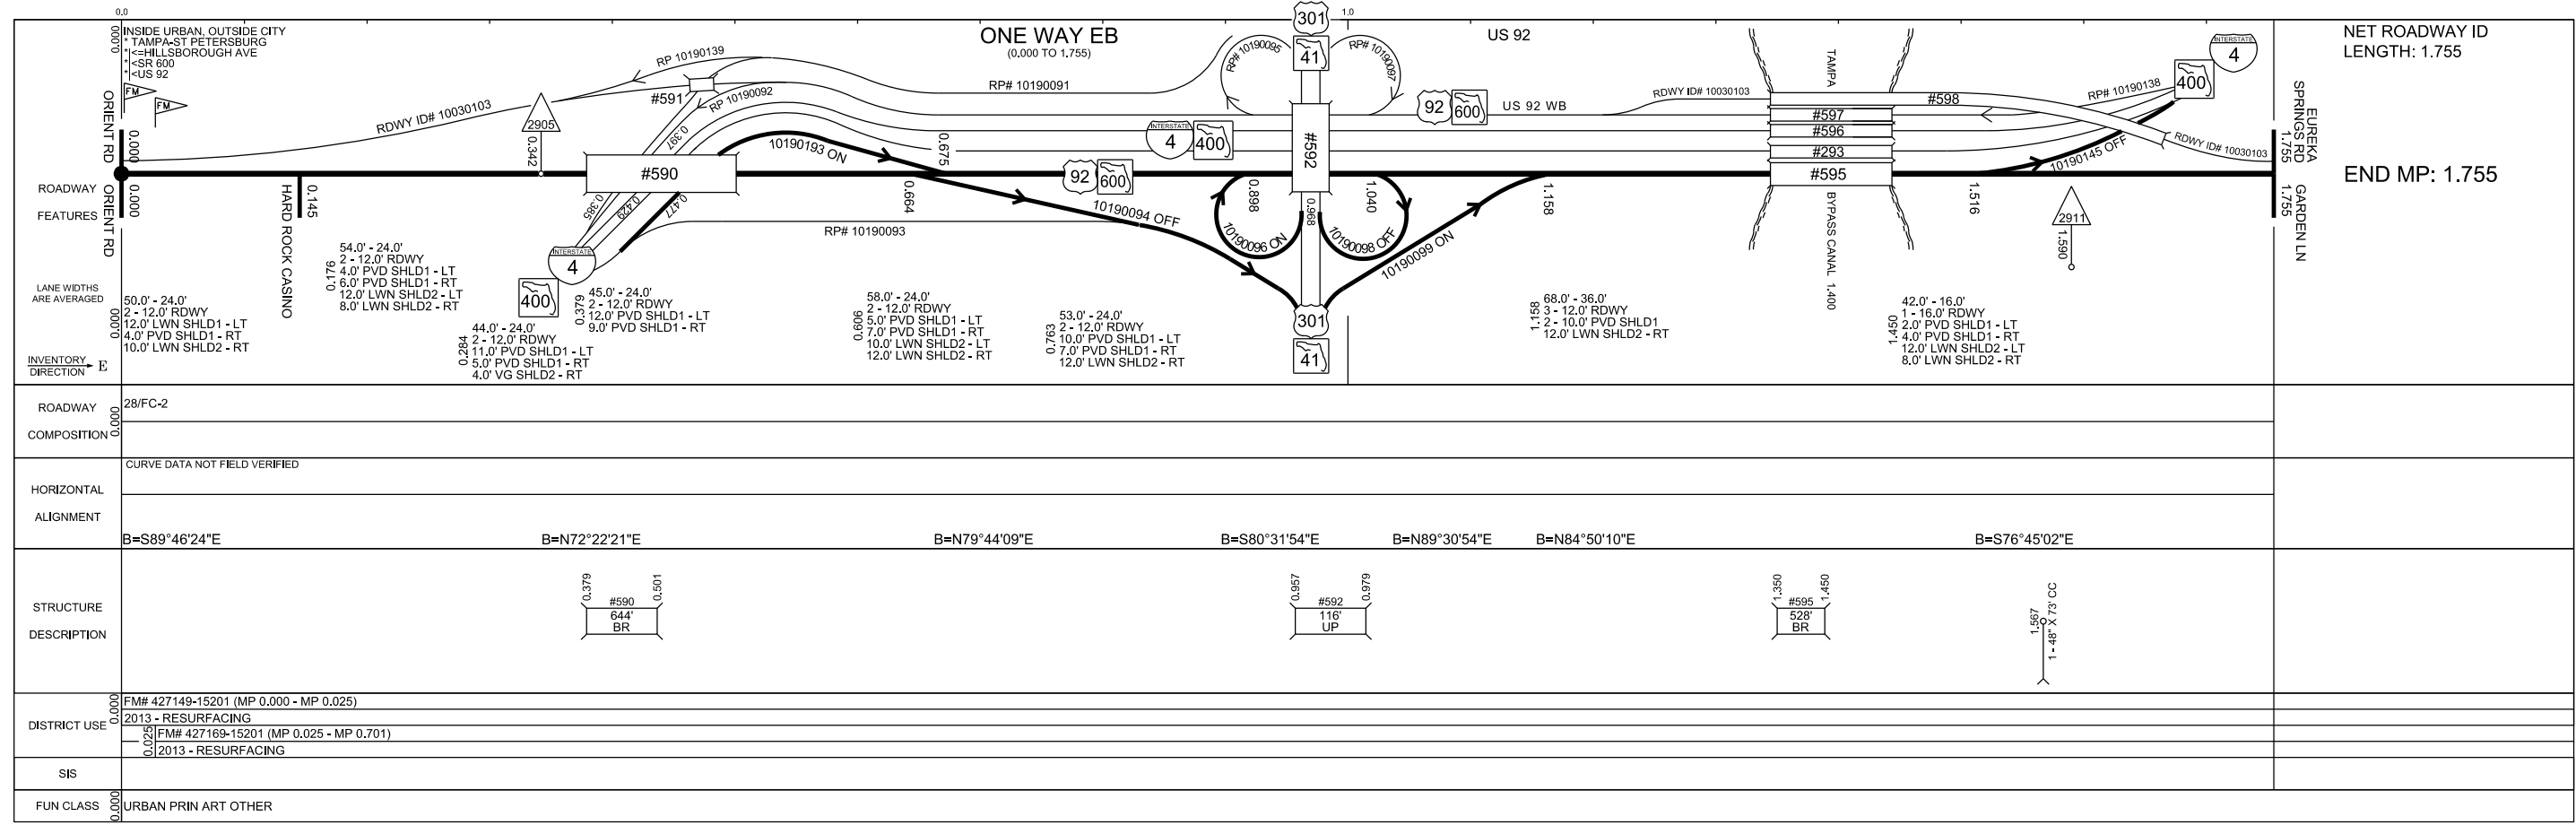 0.0
1.0
0.000
INSIDE URBAN, OUTSIDE CITY
* TAMPA-ST PETERSBURG
*<=HILLSBOROUGH AVE
*<SR 600
*<US 92
FM
FM
ONE WAY EB
(0.000 TO 1.755)
301
41
US 92
NET ROADWAY ID
LENGTH: 1.755
END MP: 1.755
ORIENT RD
0.000
RDWY ID# 10030103
2905
0.342
RP 10190139
#591
RP 10190092
0.397
10190193 ON
RP# 10190091
0.675
RP# 10190095
RP# 10190097
INTERSTATE
4
400
#592
92
600
US 92 WB
RDWY ID# 10030103
TAMPA
#598
#597
#596
#293
#595
RP# 10190138
INTERSTATE
4
400
10190145 OFF
RDWY ID# 10030103
EUREKA
SPRINGS RD
1.755
ROADWAY
FEATURES
ORIENT RD
0.000
HARD ROCK CASINO
0.145
#590
0.385
0.429
0.477
INTERSTATE
4
400
RP# 10190093
0.664
92
600
10190094 OFF
0.898
10190096 ON
0.968
10190098 OFF
1.040
10190099 ON
1.158
301
41
BYPASS CANAL 1.400
1.516
2911
1.590
GARDEN LN
1.755
LANE WIDTHS
ARE AVERAGED
0.000
50.0' - 24.0'
2 - 12.0' RDWY
12.0' LWN SHLD1 - LT
4.0' PVD SHLD1 - RT
10.0' LWN SHLD2 - RT
0.176
54.0' - 24.0'
2 - 12.0' RDWY
4.0' PVD SHLD1 - LT
6.0' PVD SHLD1 - RT
12.0' LWN SHLD2 - LT
8.0' LWN SHLD2 - RT
0.284
44.0' - 24.0'
2 - 12.0' RDWY
11.0' PVD SHLD1 - LT
5.0' PVD SHLD1 - RT
4.0' VG SHLD2 - RT
0.379
45.0' - 24.0'
2 - 12.0' RDWY
12.0' PVD SHLD1 - LT
9.0' PVD SHLD1 - RT
0.606
58.0' - 24.0'
2 - 12.0' RDWY
5.0' PVD SHLD1 - LT
7.0' PVD SHLD1 - RT
10.0' LWN SHLD2 - LT
12.0' LWN SHLD2 - RT
0.763
53.0' - 24.0'
2 - 12.0' RDWY
10.0' PVD SHLD1 - LT
7.0' PVD SHLD1 - RT
12.0' LWN SHLD2 - RT
1.158
68.0' - 36.0'
3 - 12.0' RDWY
2 - 10.0' PVD SHLD1
12.0' LWN SHLD2 - RT
1.450
42.0' - 16.0'
1 - 16.0' RDWY
2.0' PVD SHLD1 - LT
4.0' PVD SHLD1 - RT
12.0' LWN SHLD2 - LT
8.0' LWN SHLD2 - RT
INVENTORY
DIRECTION
E
ROADWAY
COMPOSITION
0.000
28/FC-2
HORIZONTAL
ALIGNMENT
CURVE DATA NOT FIELD VERIFIED
B=S89°46'24"E
B=N72°22'21"E
B=N79°44'09"E
B=S80°31'54"E
B=N89°30'54"E
B=N84°50'10"E
B=S76°45'02"E
STRUCTURE
DESCRIPTION
0.379
0.501
#590
644'
BR
0.957
0.979
#592
116'
UP
1.350
1.450
#595
528'
BR
1.567
1 - 48" X 73' CC
DISTRICT USE
0.000
FM# 427149-15201 (MP 0.000 - MP 0.025)
2013 - RESURFACING
0.025
FM# 427169-15201 (MP 0.025 - MP 0.701)
2013 - RESURFACING
SIS
FUN CLASS
0.000
URBAN PRIN ART OTHER